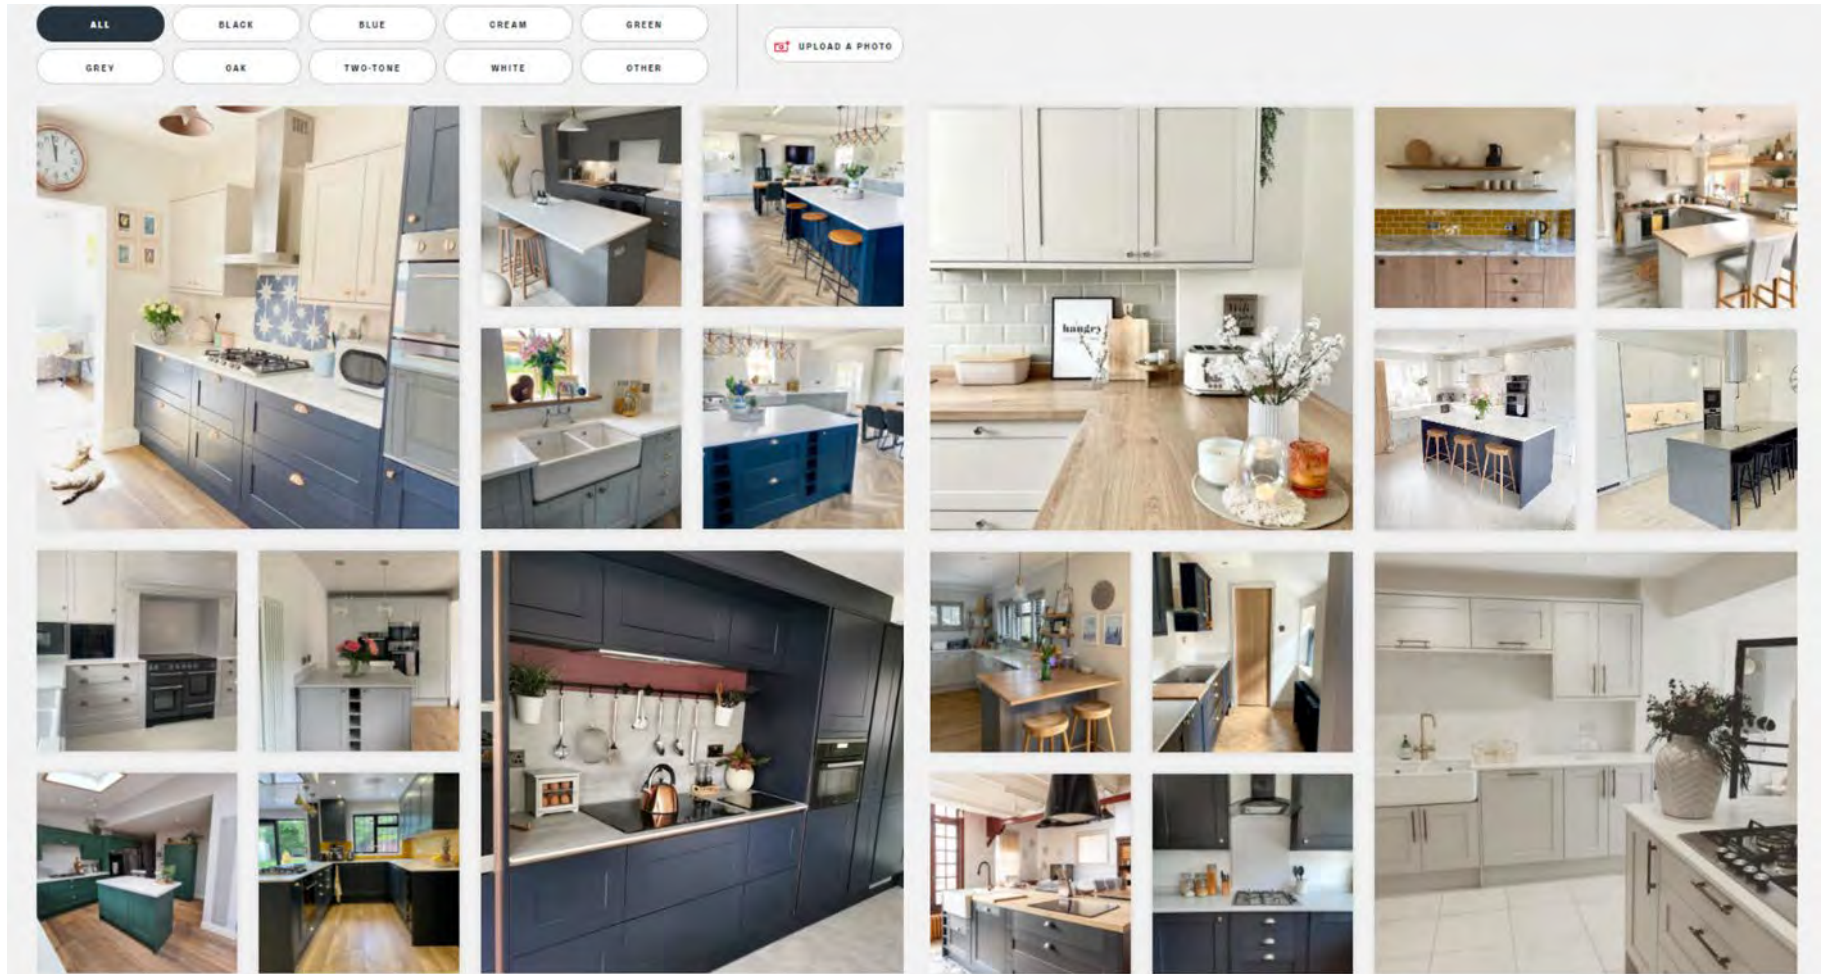 ALL
BLACK
BLUE
CREAM
GREEN
UPLOAD A PHOTO
GREY
OAK
TWO-TONE
WHITE
OTHER
hangry